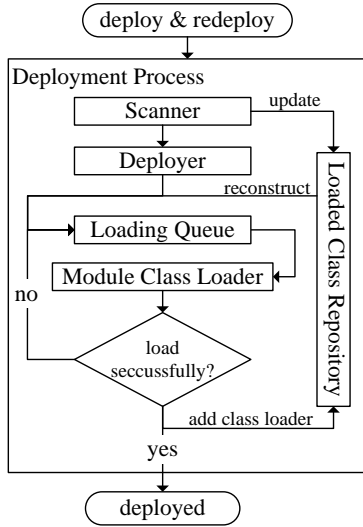 deploy & redeploy
Deployment Process
Scanner
update
Deployer
reconstruct
Loaded Class Repository
Loading Queue
Module Class Loader
no
load
seccussfully?
add class loader
yes
deployed